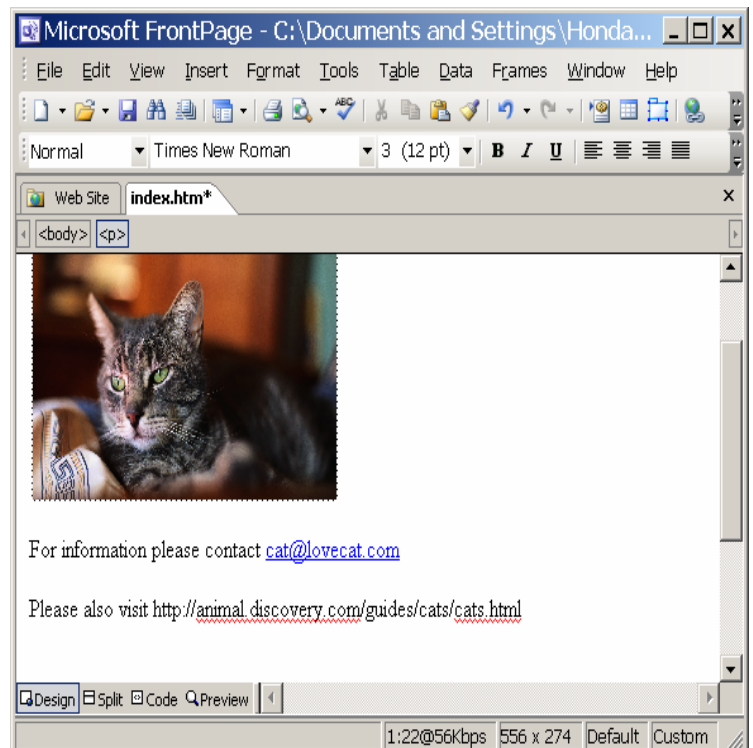 Microsoft FrontPage - C:\Documents and Settings\Honda...
File Edit View Insert Format Tools Table Data Frames Window Help
ABC
Normal Times New Roman 3 (12 pt) B I U
Web Site index.htm*
<body> <p>
For information please contact cat@lovecat.com
Please also visit http://animal.discovery.com/guides/cats/cats.html
Design Split Code Preview
1:22@56Kbps 556 x 274 Default Custom